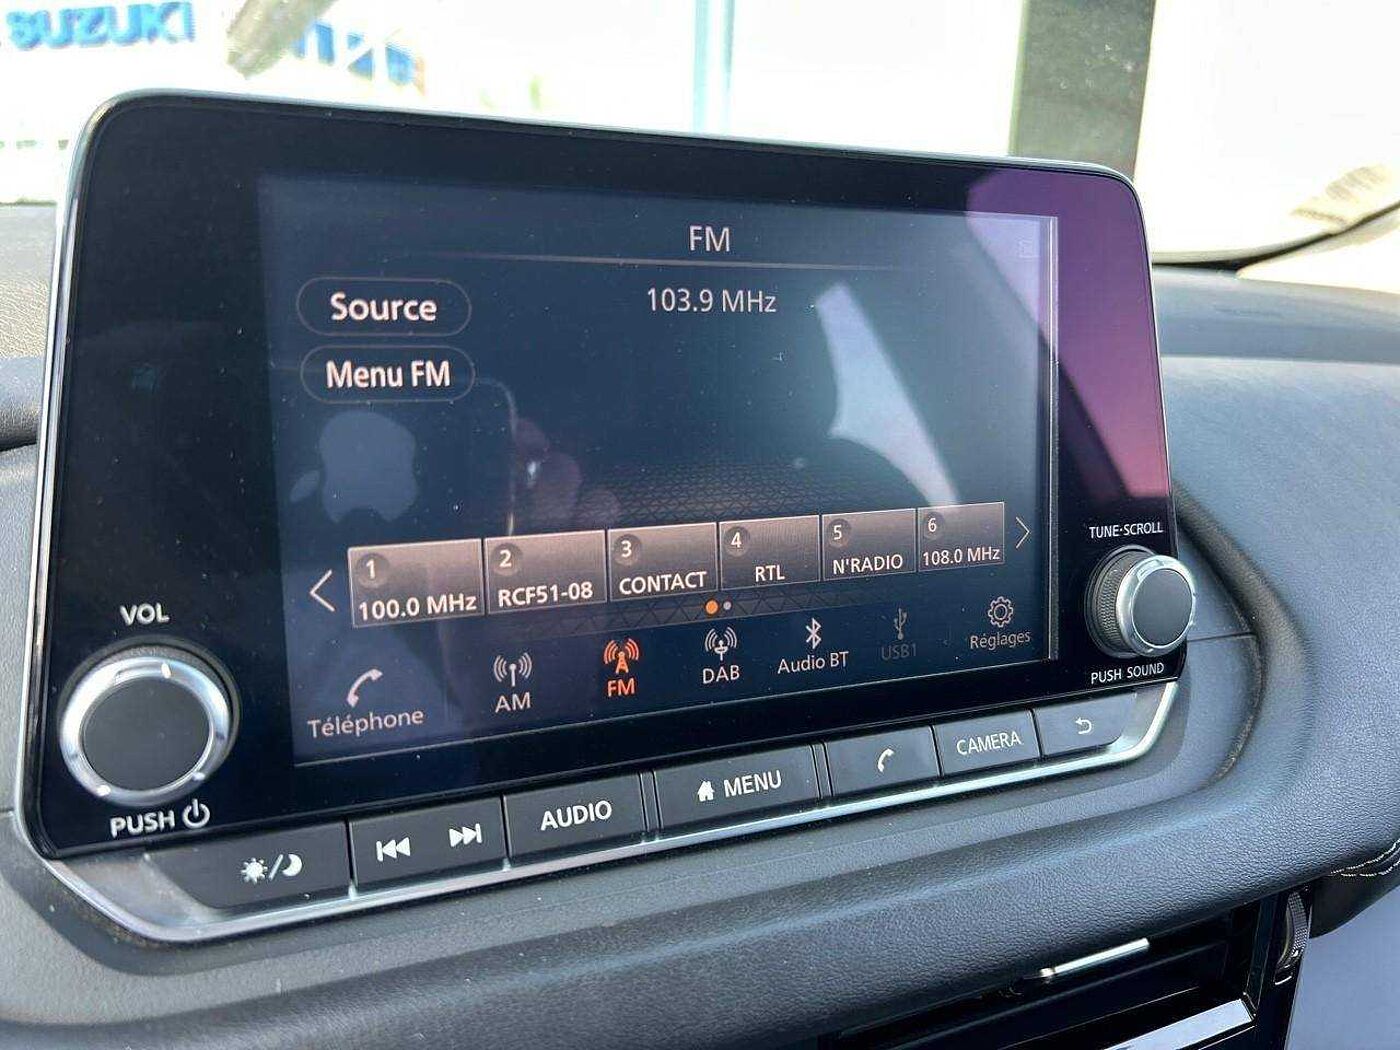 ISUZU
FM
Source
103.9 MHz
Menu FM
1
100.0 MHz
2
RCF51-08
3
CONTACT
4
RTL
5
N'RADIO
6
108.0 MHz
Téléphone
AM
FM
DAB
Audio BT
USB1
Réglages
VOL
PUSH
TUNE·SCROLL
PUSH SOUND
AUDIO
MENU
CAMERA